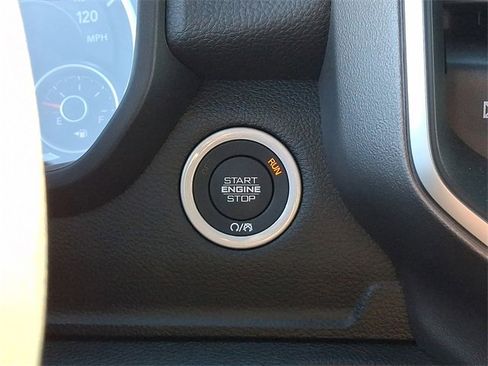 120
MPH
E F
RUN
START
ENGINE
STOP